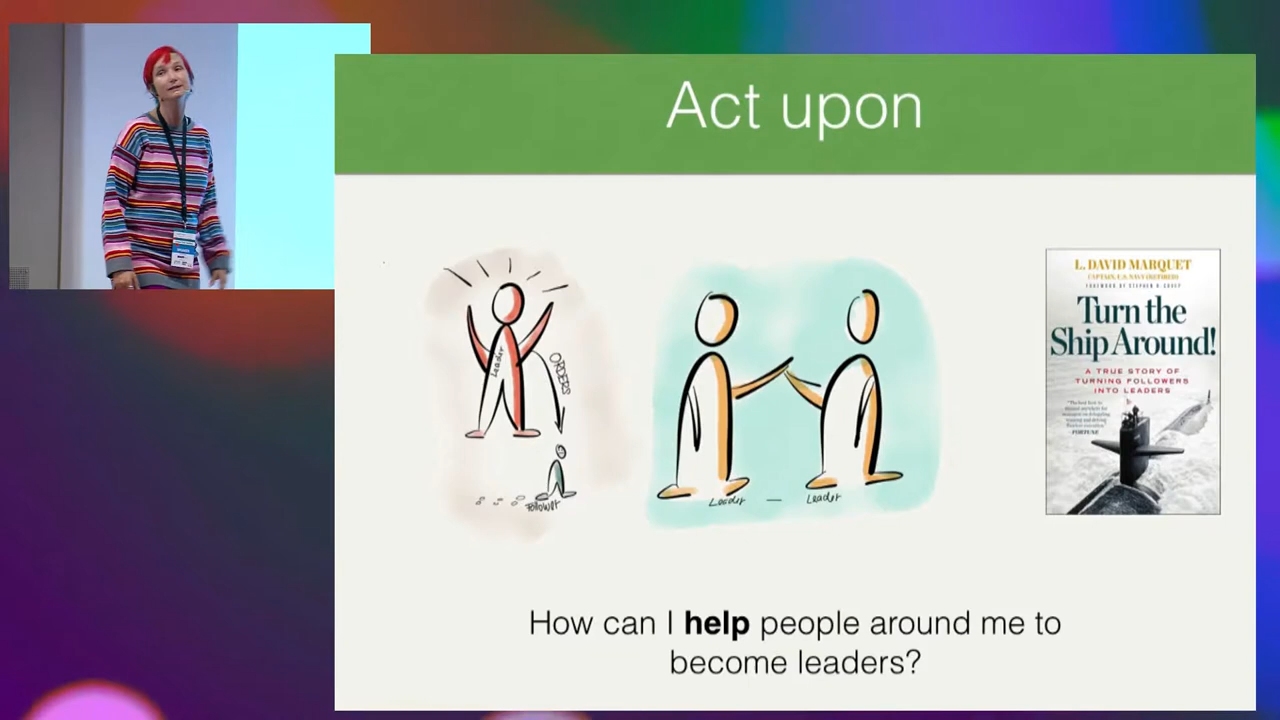 Act upon
Leader
ORDERS
Follower
Leader — Leader
L. DAVID MARQUET
CAPTAIN, U.S. NAVY (RETIRED)
FOREWORD BY STEPHEN R. COVEY
Turn the
Ship Around!
A TRUE STORY OF
TURNING FOLLOWERS
INTO LEADERS
FORTUNE
How can I help people around me to
become leaders?